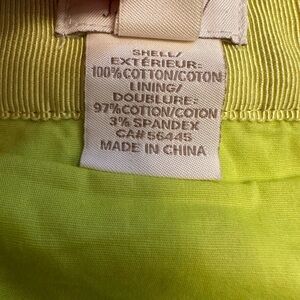 SHELL/
EXTÉRIEUR:
100%COTTON/COTON
LINING/
DOUBLURE:
97%COTTON/COTON
3% SPANDEX
CA# 56445
MADE IN CHINA